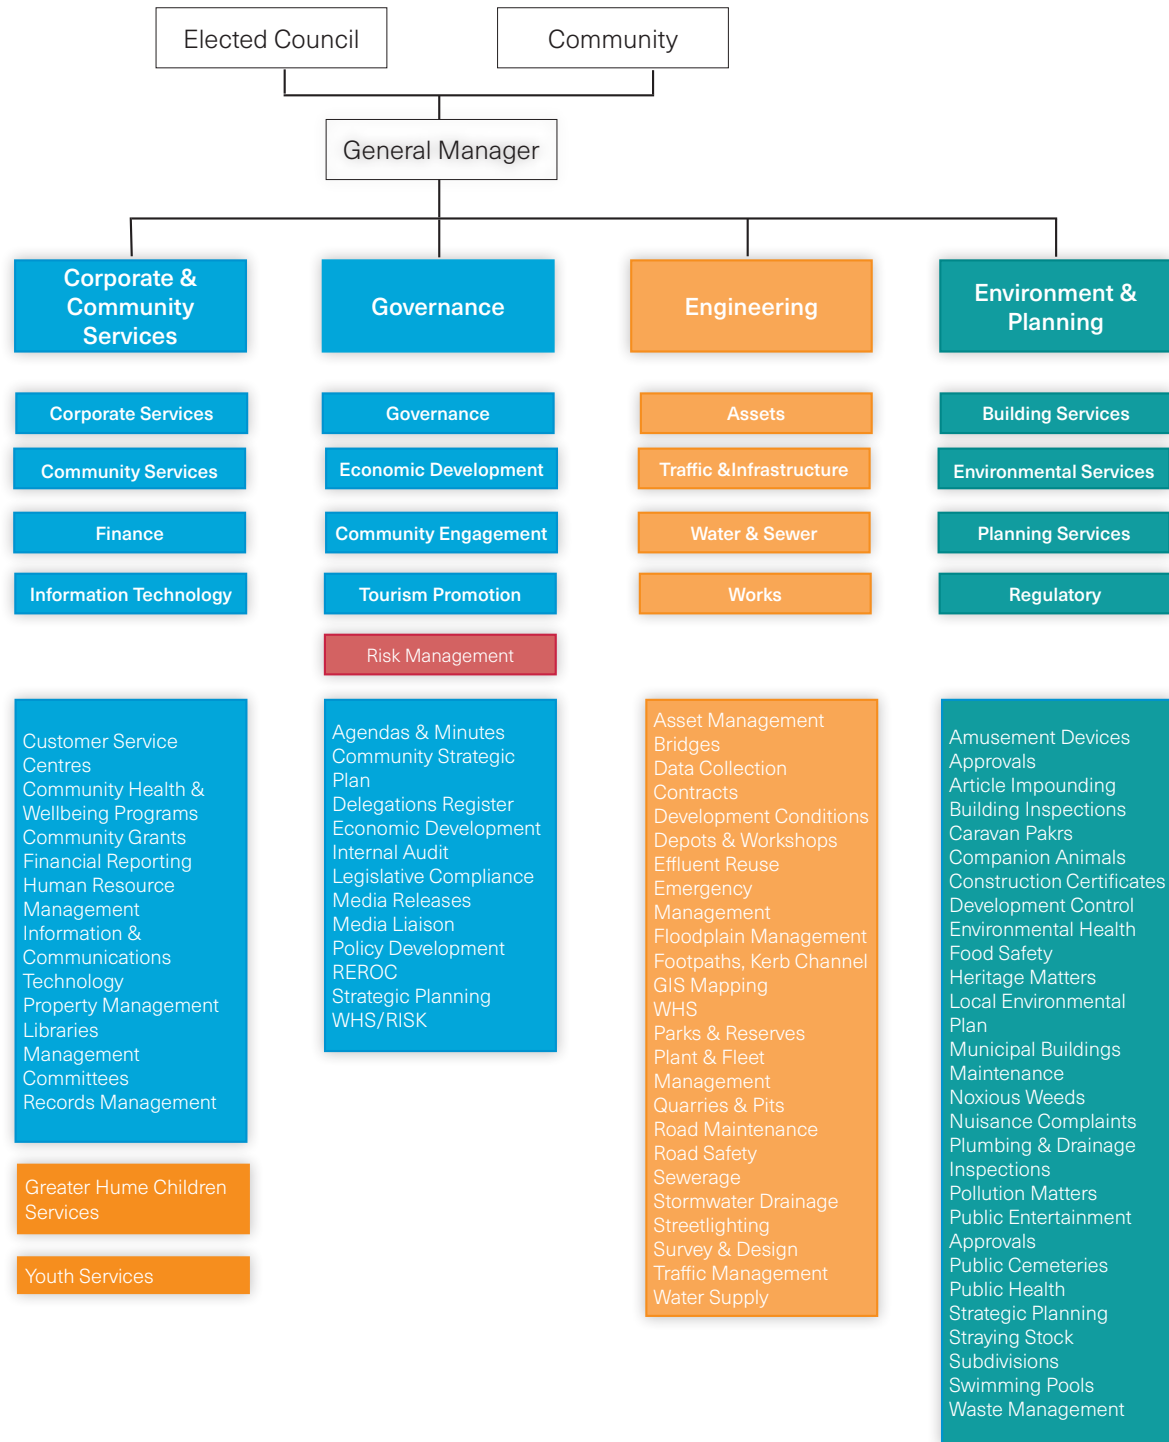 Elected Council
Community
General Manager
Corporate &
Community
Services
Governance
Engineering
Environment &
Planning
Corporate Services
Governance
Assets
Building Services
Community Services
Economic Development
Traffic &Infrastructure
Environmental Services
Finance
Community Engagement
Water & Sewer
Planning Services
Information Technology
Tourism Promotion
Works
Regulatory
Risk Management
Customer Service
Centres
Community Health &
Wellbeing Programs
Community Grants
Financial Reporting
Human Resource
Management
Information &
Communications
Technology
Property Management
Libraries
Management
Committees
Records Management
Greater Hume Children
Services
Youth Services
Agendas & Minutes
Community Strategic
Plan
Delegations Register
Economic Development
Internal Audit
Legislative Compliance
Media Releases
Media Liaison
Policy Development
REROC
Strategic Planning
WHS/RISK
Asset Management
Bridges
Data Collection
Contracts
Development Conditions
Depots & Workshops
Effluent Reuse
Emergency
Management
Floodplain Management
Footpaths, Kerb Channel
GIS Mapping
WHS
Parks & Reserves
Plant & Fleet
Management
Quarries & Pits
Road Maintenance
Road Safety
Sewerage
Stormwater Drainage
Streetlighting
Survey & Design
Traffic Management
Water Supply
Amusement Devices
Approvals
Article Impounding
Building Inspections
Caravan Pakrs
Companion Animals
Construction Certificates
Development Control
Environmental Health
Food Safety
Heritage Matters
Local Environmental
Plan
Municipal Buildings
Maintenance
Noxious Weeds
Nuisance Complaints
Plumbing & Drainage
Inspections
Pollution Matters
Public Entertainment
Approvals
Public Cemeteries
Public Health
Strategic Planning
Straying Stock
Subdivisions
Swimming Pools
Waste Management